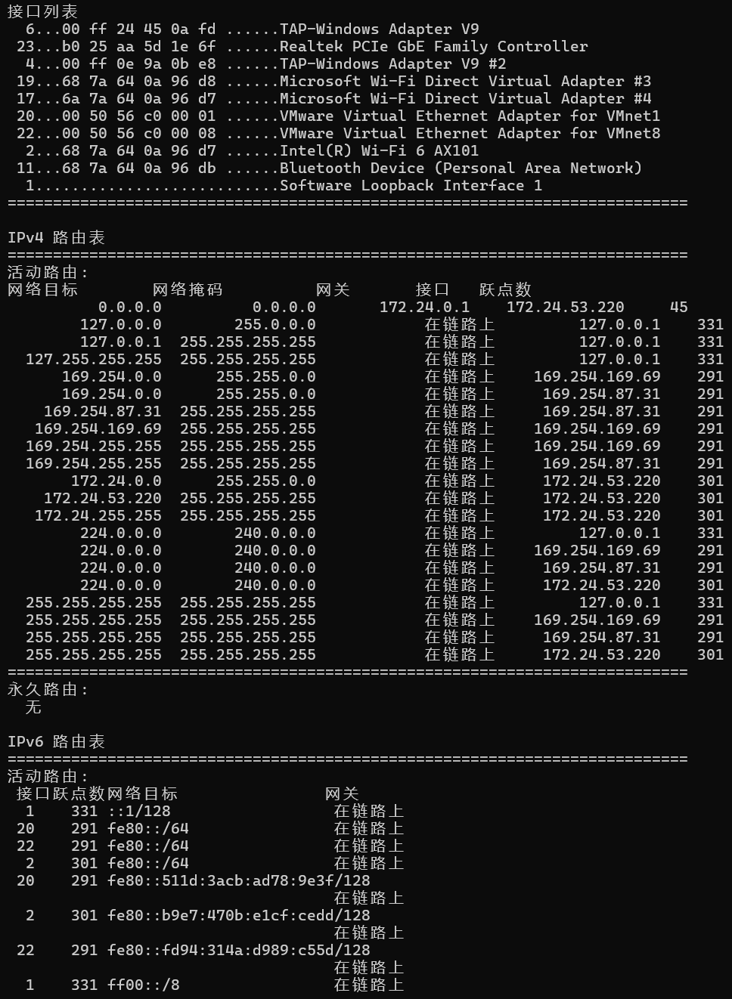 接口列表
  6...00 ff 24 45 0a fd ......TAP-Windows Adapter V9
 23...b0 25 aa 5d 1e 6f ......Realtek PCIe GbE Family Controller
  4...00 ff 0e 9a 0b e8 ......TAP-Windows Adapter V9 #2
 19...68 7a 64 0a 96 d8 ......Microsoft Wi-Fi Direct Virtual Adapter #3
 17...6a 7a 64 0a 96 d7 ......Microsoft Wi-Fi Direct Virtual Adapter #4
 20...00 50 56 c0 00 01 ......VMware Virtual Ethernet Adapter for VMnet1
 22...00 50 56 c0 00 08 ......VMware Virtual Ethernet Adapter for VMnet8
  2...68 7a 64 0a 96 d7 ......Intel(R) Wi-Fi 6 AX101
 11...68 7a 64 0a 96 db ......Bluetooth Device (Personal Area Network)
  1...........................Software Loopback Interface 1
===========================================================================

IPv4 路由表
===========================================================================
活动路由:
网络目标        网络掩码          网关       接口   跃点数
          0.0.0.0          0.0.0.0       172.24.0.1    172.24.53.220     45
        127.0.0.0        255.0.0.0            在链路上         127.0.0.1    331
        127.0.0.1  255.255.255.255            在链路上         127.0.0.1    331
  127.255.255.255  255.255.255.255            在链路上         127.0.0.1    331
      169.254.0.0      255.255.0.0            在链路上    169.254.169.69    291
      169.254.0.0      255.255.0.0            在链路上     169.254.87.31    291
    169.254.87.31  255.255.255.255            在链路上     169.254.87.31    291
   169.254.169.69  255.255.255.255            在链路上    169.254.169.69    291
  169.254.255.255  255.255.255.255            在链路上    169.254.169.69    291
  169.254.255.255  255.255.255.255            在链路上     169.254.87.31    291
       172.24.0.0      255.255.0.0            在链路上     172.24.53.220    301
    172.24.53.220  255.255.255.255            在链路上     172.24.53.220    301
   172.24.255.255  255.255.255.255            在链路上     172.24.53.220    301
        224.0.0.0        240.0.0.0            在链路上         127.0.0.1    331
        224.0.0.0        240.0.0.0            在链路上    169.254.169.69    291
        224.0.0.0        240.0.0.0            在链路上     169.254.87.31    291
        224.0.0.0        240.0.0.0            在链路上     172.24.53.220    301
  255.255.255.255  255.255.255.255            在链路上         127.0.0.1    331
  255.255.255.255  255.255.255.255            在链路上    169.254.169.69    291
  255.255.255.255  255.255.255.255            在链路上     169.254.87.31    291
  255.255.255.255  255.255.255.255            在链路上     172.24.53.220    301
===========================================================================
永久路由:
  无

IPv6 路由表
===========================================================================
活动路由:
 接口跃点数网络目标                网关
  1    331 ::1/128                  在链路上
 20    291 fe80::/64                在链路上
 22    291 fe80::/64                在链路上
  2    301 fe80::/64                在链路上
 20    291 fe80::511d:3acb:ad78:9e3f/128
                                    在链路上
  2    301 fe80::b9e7:470b:e1cf:cedd/128
                                    在链路上
 22    291 fe80::fd94:314a:d989:c55d/128
                                    在链路上
  1    331 ff00::/8                 在链路上